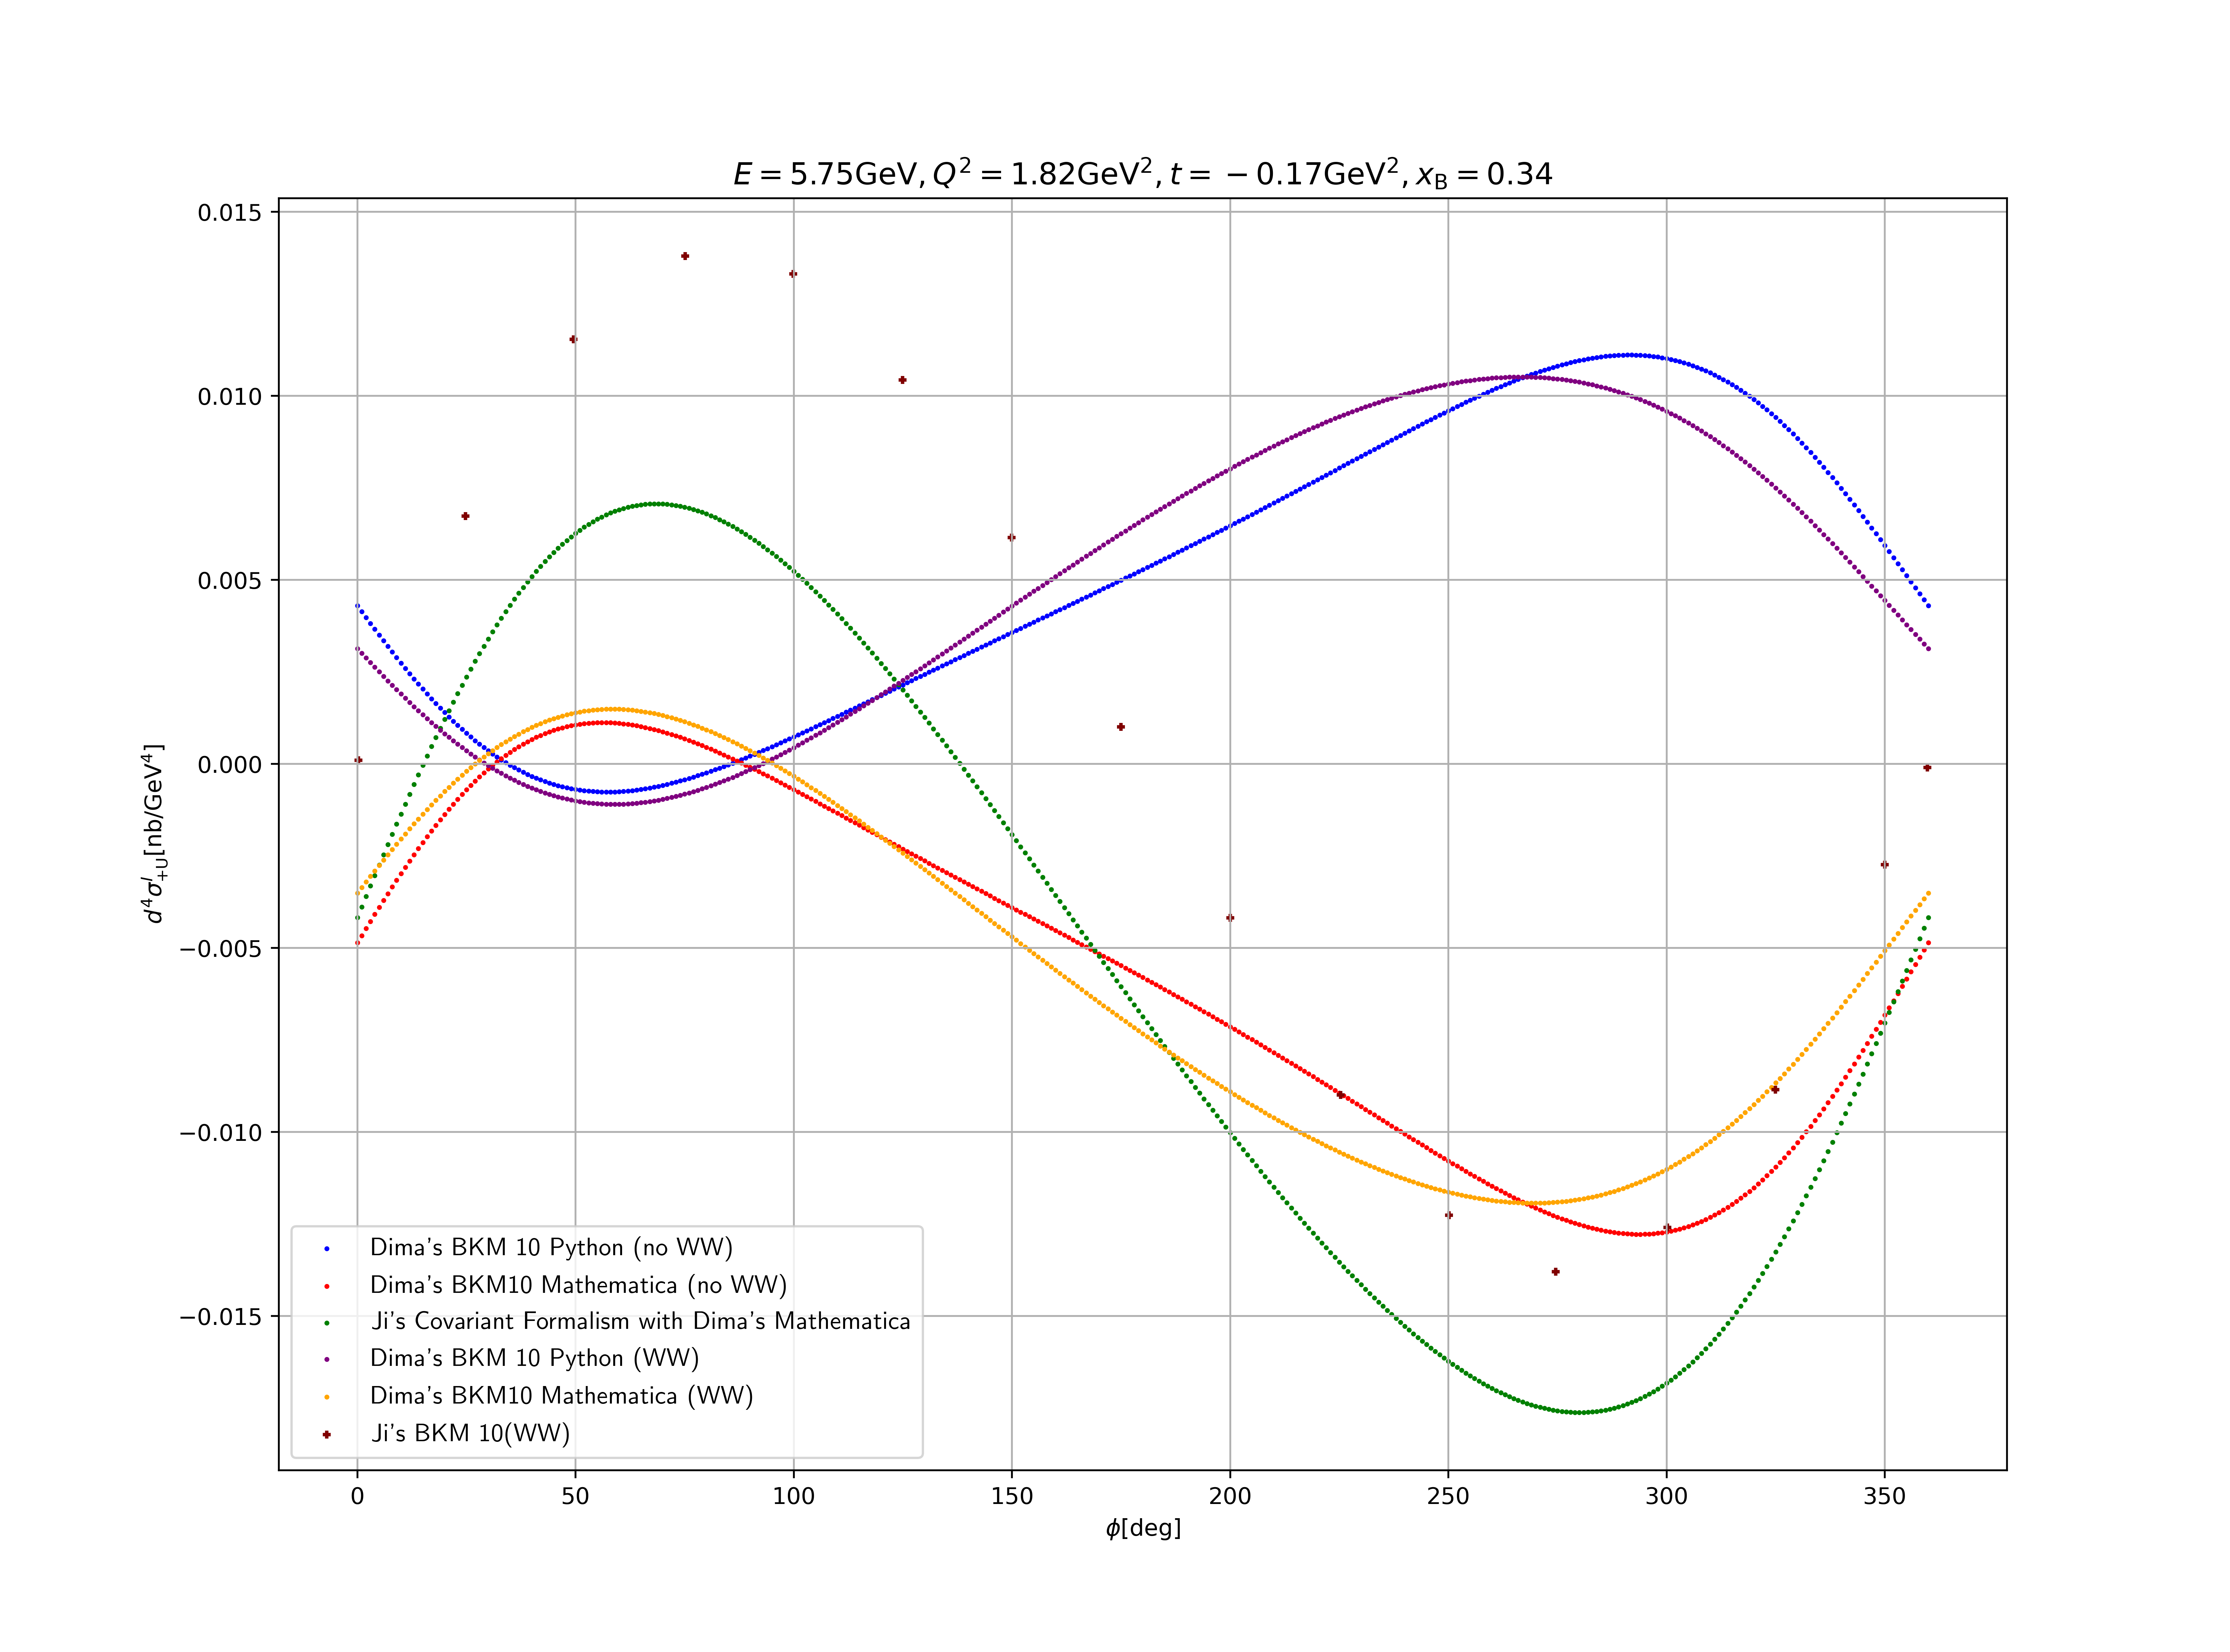 E = 5.75GeV, Q² = 1.82GeV², t = −0.17GeV², x_B = 0.34
0.015
0.010
0.005
0.000
−0.005
−0.010
−0.015
d⁴σ^I_+U[nb/GeV⁴]
Dima's BKM 10 Python (no WW)
Dima's BKM10 Mathematica (no WW)
Ji's Covariant Formalism with Dima's Mathematica
Dima's BKM 10 Python (WW)
Dima's BKM10 Mathematica (WW)
Ji's BKM 10(WW)
0 50 100 150 200 250 300 350
ϕ[deg]